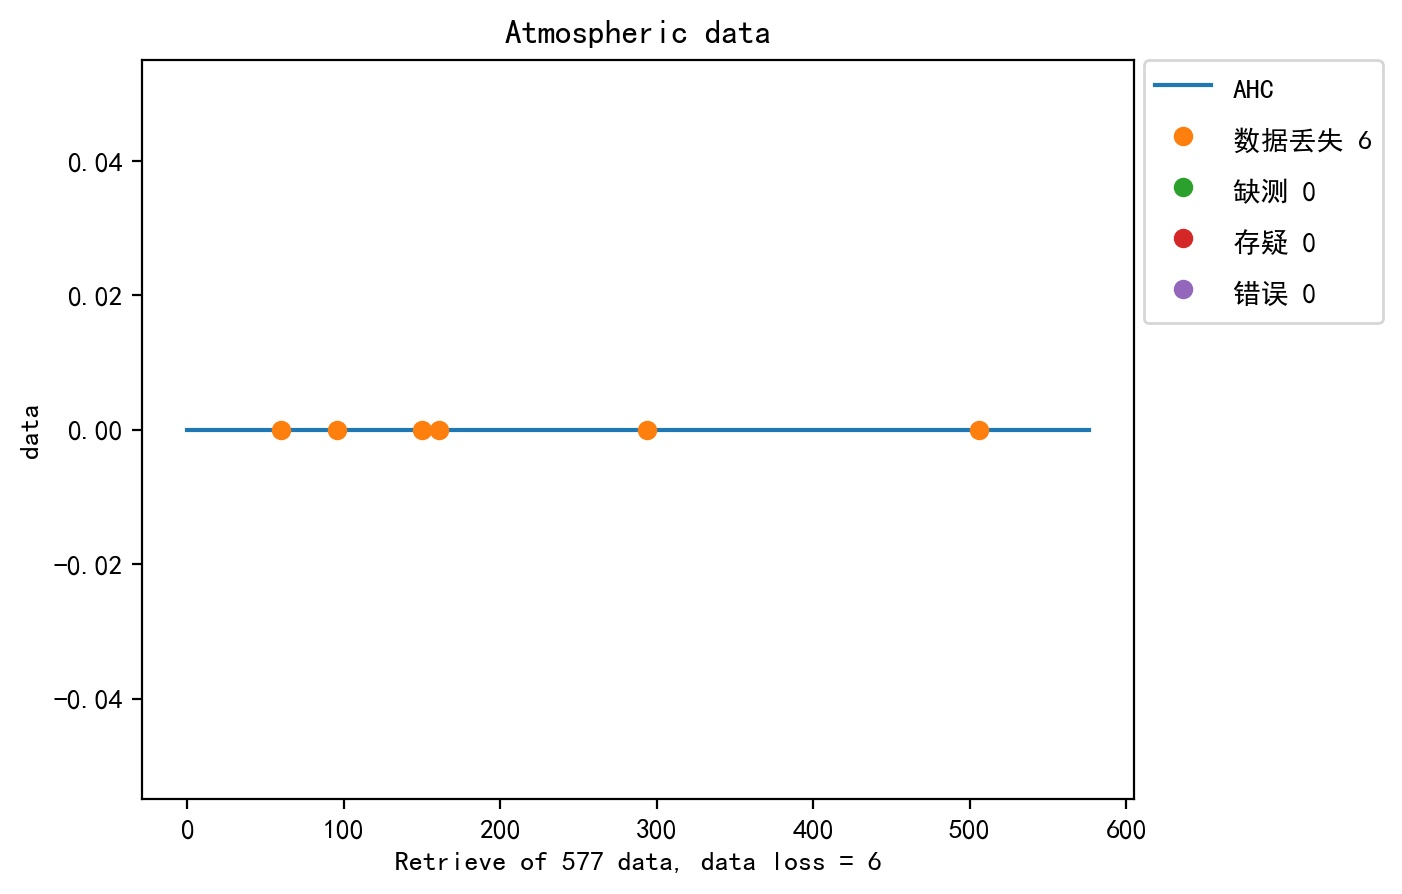 Atmospheric data
AHC
数据丢失 6
缺测 0
存疑 0
错误 0
data
0.04
0.02
0.00
-0.02
-0.04
0
100
200
300
400
500
600
Retrieve of 577 data, data loss = 6